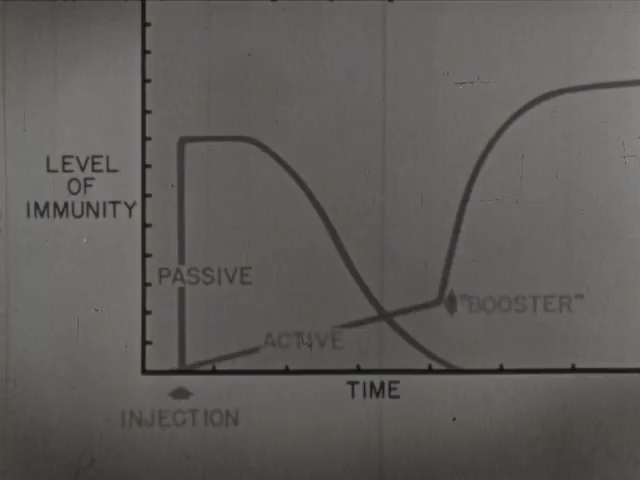 LEVEL
OF
IMMUNITY
PASSIVE
"BOOSTER"
ACTIVE
TIME
INJECTION